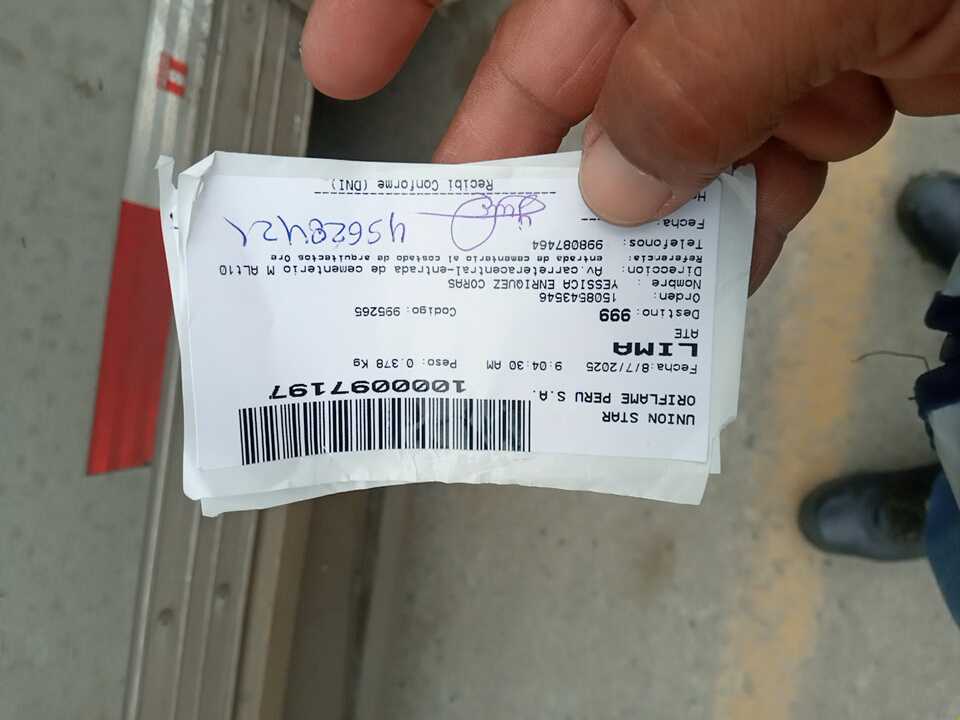 UNION STAR
ORIFLAME PERU S.A.
1000097197
Fecha:8/7/2025 9:04:30 AM Peso: 0.378 Kg
LIMA
ATE
Destino: 999 Codigo: 995265
Orden: 1508543546
Nombre : YESSICA ENRIQUEZ CORAS
Direccion: Av.carreteracentral-entrada de cementerio M ALt10
Referencia: entrada de cementerio al costado de arquitectos Ore
Telefonos : 998087464
Fecha:
Recibi Conforme (DNI)